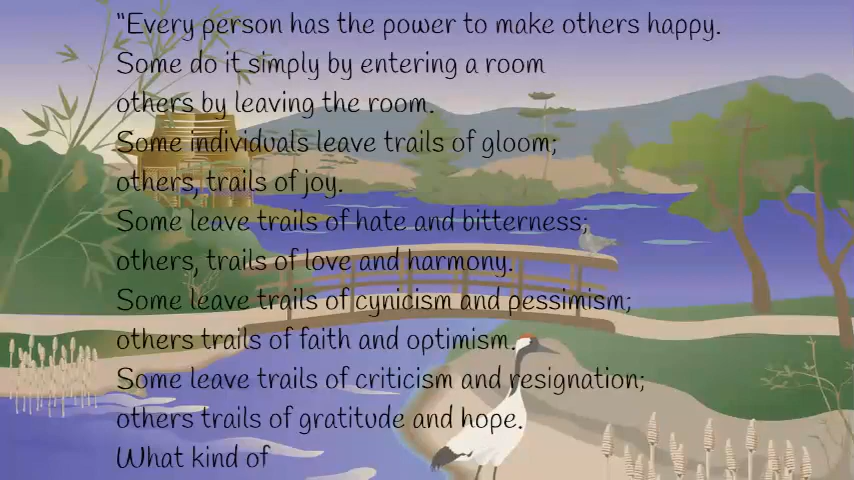 "Every person has the power to make others happy.
Some do it simply by entering a room
others by leaving the room.
Some individuals leave trails of gloom;
others, trails of joy.
Some leave trails of hate and bitterness;
others, trails of love and harmony.
Some leave trails of cynicism and pessimism;
others trails of faith and optimism.
Some leave trails of criticism and resignation;
others trails of gratitude and hope.
What kind of